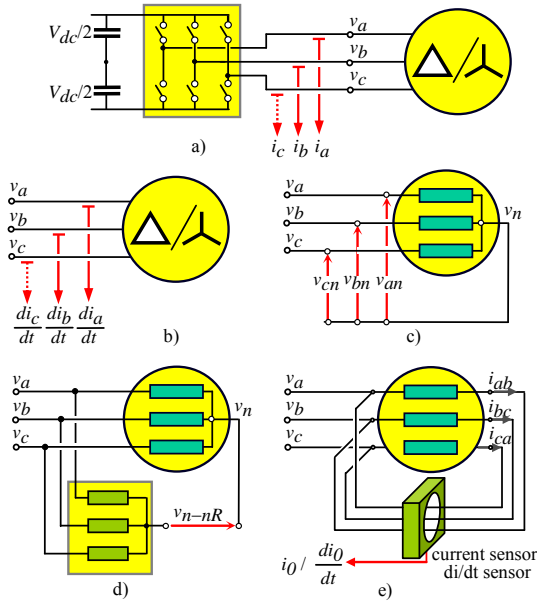 V_dc/2
V_dc/2
v_a
v_b
v_c
i_c i_b i_a
a)
v_a
v_b
v_c
di_c/dt di_b/dt di_a/dt
b)
v_a
v_b
v_c
v_n
v_cn v_bn v_an
c)
v_a
v_b
v_c
v_n
v_n−nR
d)
v_a
v_b
v_c
i_ab
i_bc
i_ca
i_0 / di_0/dt
current sensor
di/dt sensor
e)